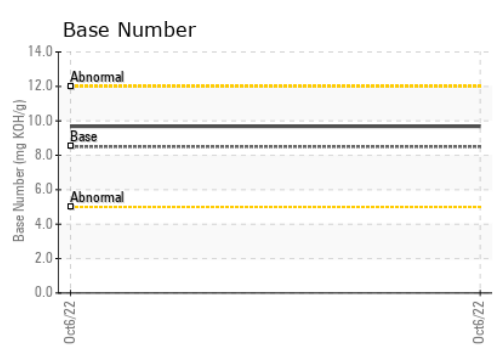 Base Number
14.0
Abnormal
12.0
10.0
Base
8.0
6.0
Abnormal
4.0
2.0
0.0
Base Number (mg KOH/g)
Oct6/22
Oct6/22